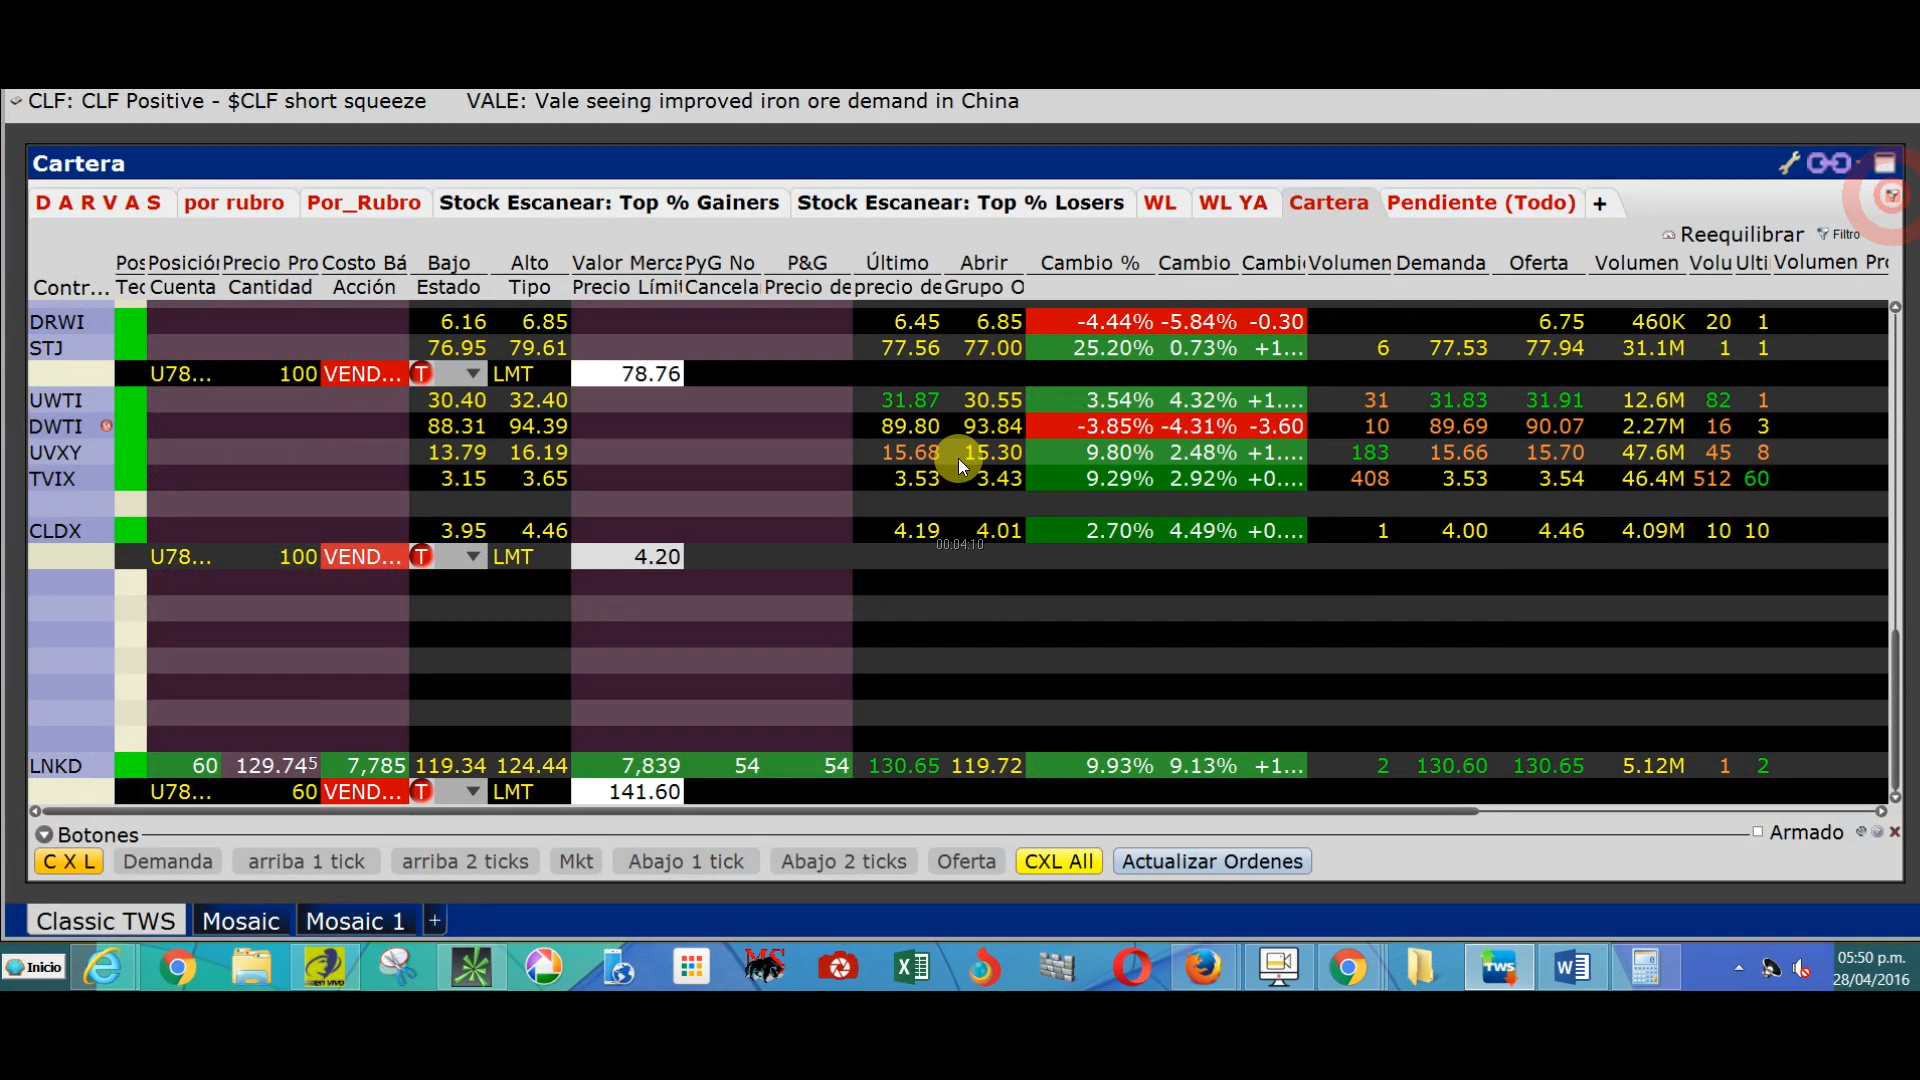 CLF: CLF Positive - $CLF short squeeze VALE: Vale seeing improved iron ore demand in China
Cartera
D A R V A S por rubro Por_Rubro Stock Escanear: Top % Gainers Stock Escanear: Top % Losers WL WL YA Cartera Pendiente (Todo) +
Reequilibrar Filtro
Pos Posición Precio Pro Costo Bá Bajo Alto Valor Merca PyG No P&G Último Abrir Cambio % Cambio Cambi Volumen Demanda Oferta Volumen Volu Ulti Volumen Pro
Contr... Tec Cuenta Cantidad Acción Estado Tipo Precio Límit Cancela Precio de precio de Grupo O
DRWI 6.16 6.85 6.45 6.85 -4.44% -5.84% -0.30 6.75 460K 20 1
STJ 76.95 79.61 77.56 77.00 25.20% 0.73% +1... 6 77.53 77.94 31.1M 1 1
U78... 100 VEND... T LMT 78.76
UWTI 30.40 32.40 31.87 30.55 3.54% 4.32% +1.... 31 31.83 31.91 12.6M 82 1
DWTI 88.31 94.39 89.80 93.84 -3.85% -4.31% -3.60 10 89.69 90.07 2.27M 16 3
UVXY 13.79 16.19 15.68 15.30 9.80% 2.48% +1.... 183 15.66 15.70 47.6M 45 8
TVIX 3.15 3.65 3.53 3.43 9.29% 2.92% +0.... 408 3.53 3.54 46.4M 512 60
CLDX 3.95 4.46 4.19 4.01 2.70% 4.49% +0.... 1 4.00 4.46 4.09M 10 10
00:04:10
U78... 100 VEND... T LMT 4.20
LNKD 60 129.745 7,785 119.34 124.44 7,839 54 54 130.65 119.72 9.93% 9.13% +1... 2 130.60 130.65 5.12M 1 2
U78... 60 VEND... T LMT 141.60
Botones Armado
C X L Demanda arriba 1 tick arriba 2 ticks Mkt Abajo 1 tick Abajo 2 ticks Oferta CXL All Actualizar Ordenes
Classic TWS Mosaic Mosaic 1 +
Inicio en vivo MS TWS 05:50 p.m.
28/04/2016